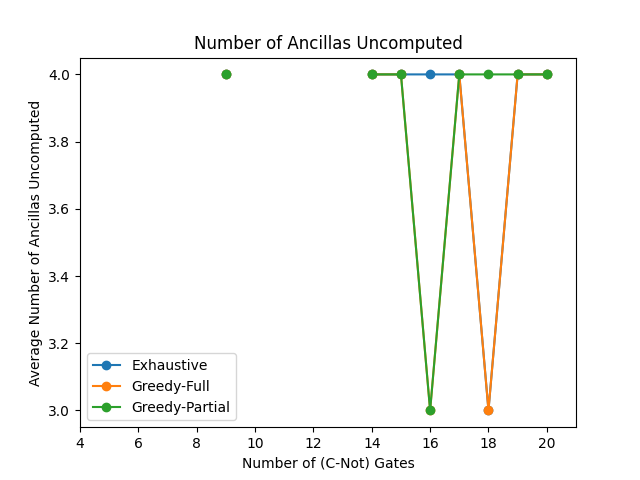 Number of Ancillas Uncomputed
Average Number of Ancillas Uncomputed
4.0
3.8
3.6
3.4
3.2
3.0
Exhaustive
Greedy-Full
Greedy-Partial
4 6 8 10 12 14 16 18 20
Number of (C-Not) Gates